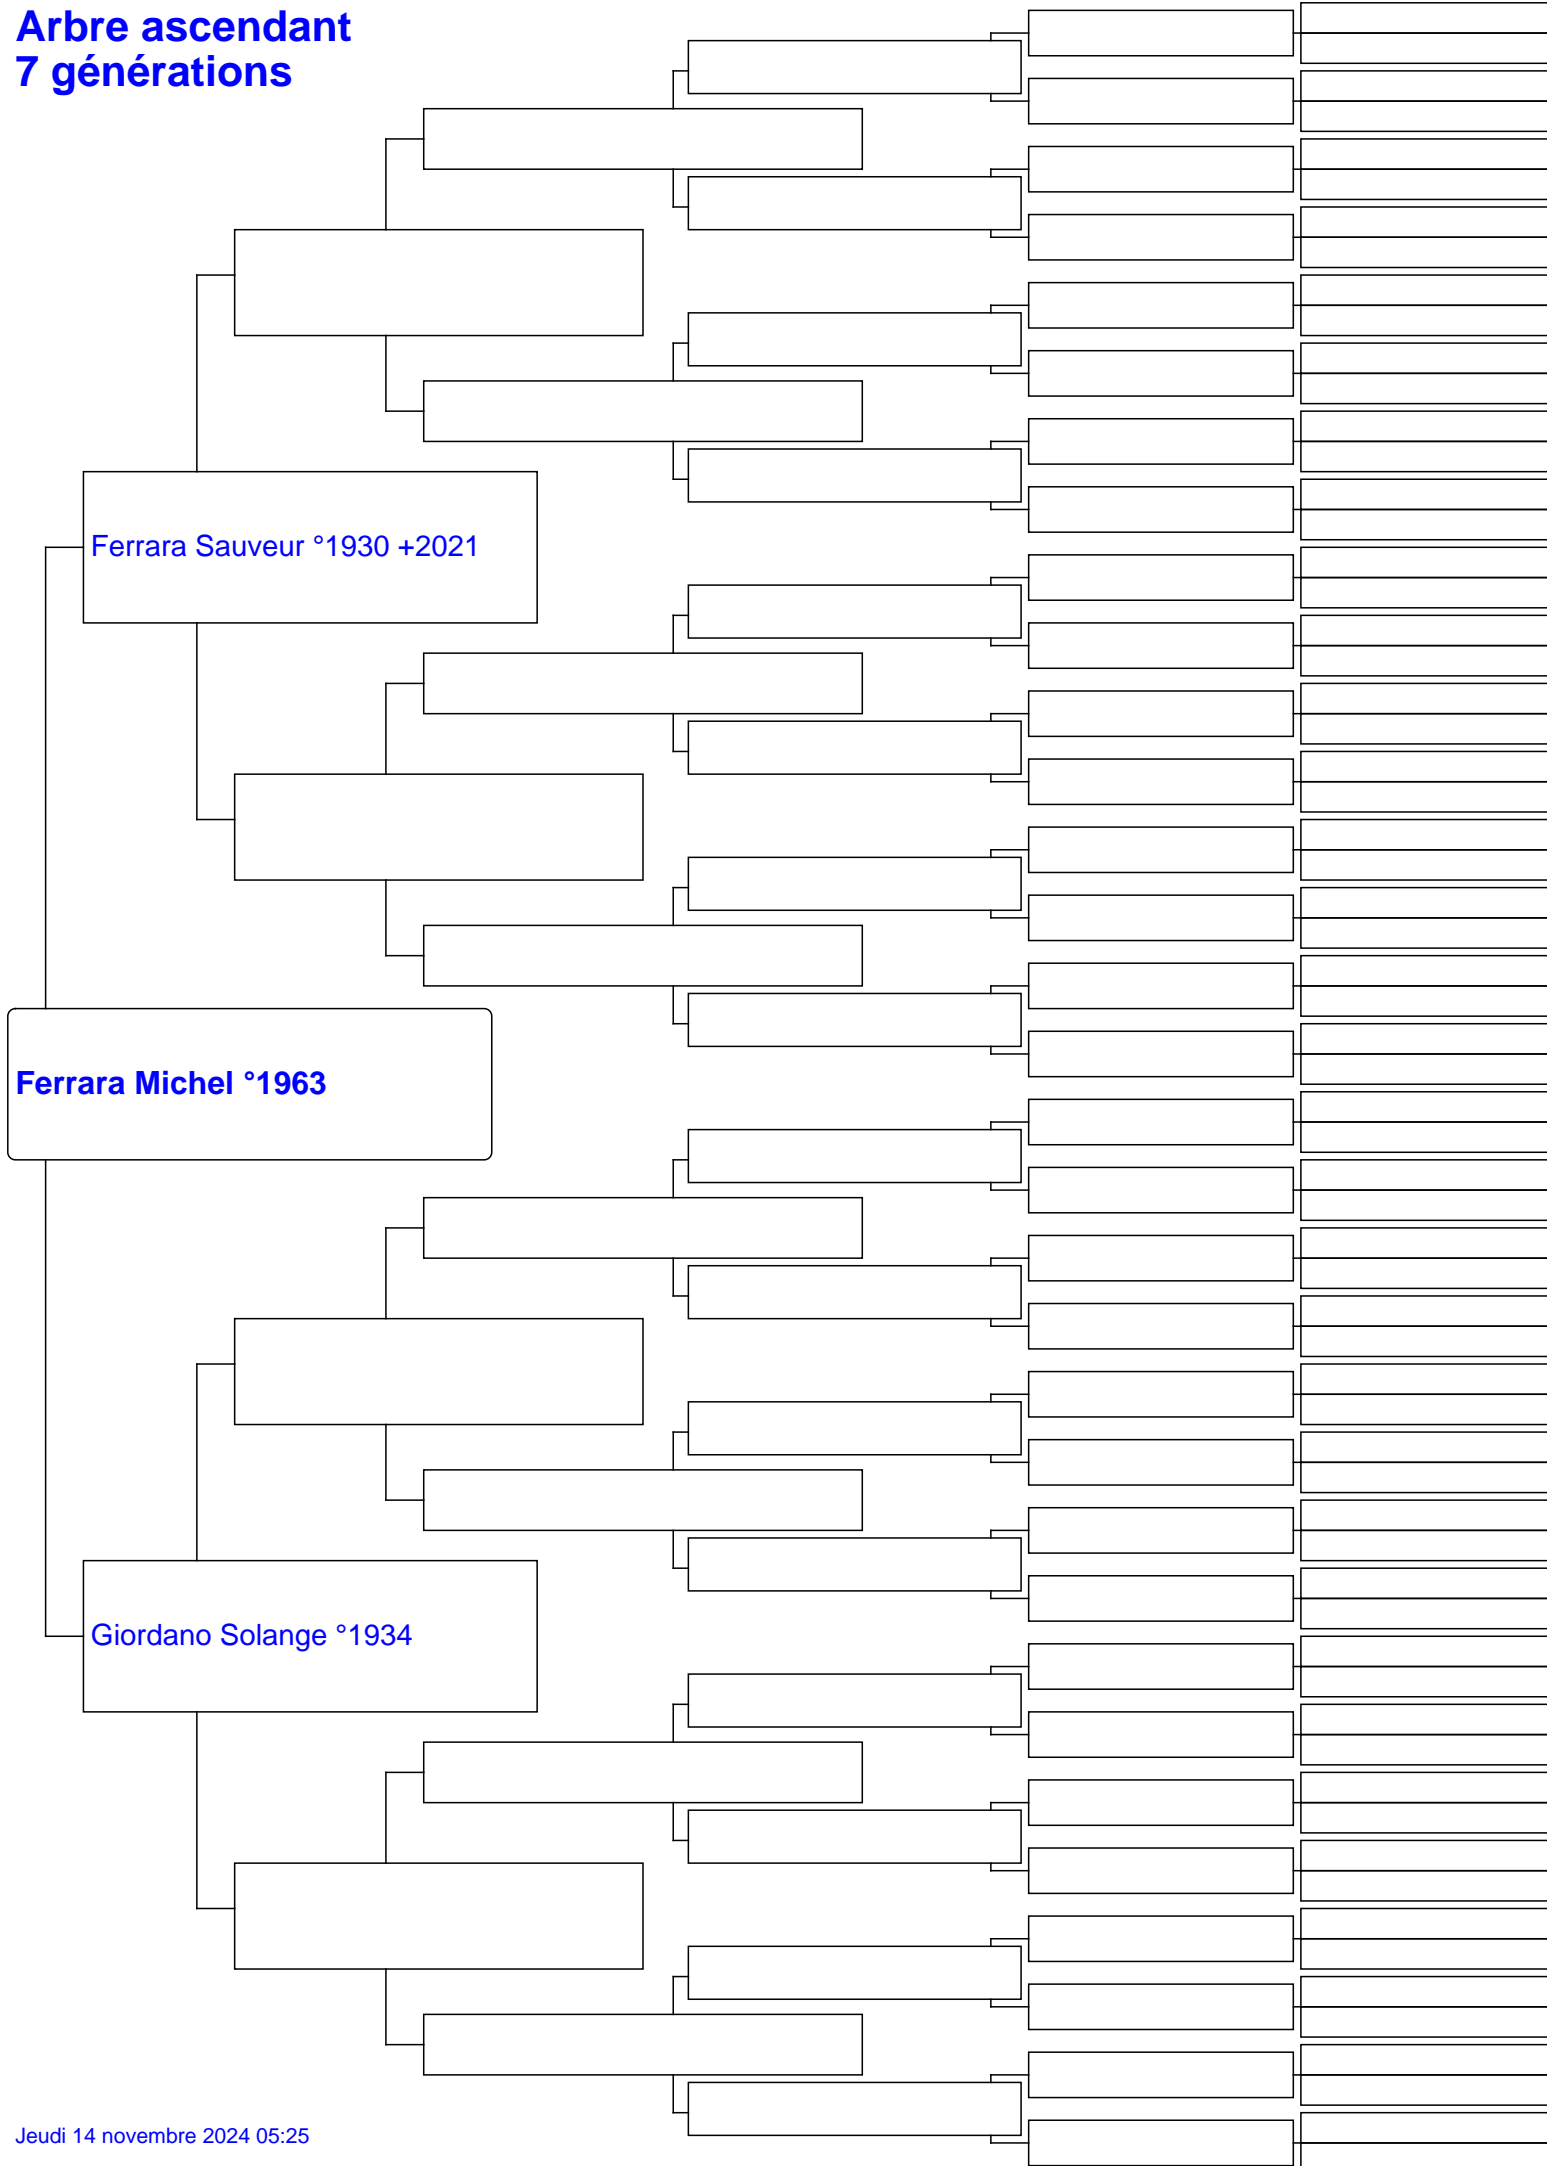 Arbre ascendant
7 générations
Ferrara Sauveur °1930 +2021
Ferrara Michel °1963
Giordano Solange °1934
Jeudi 14 novembre 2024 05:25